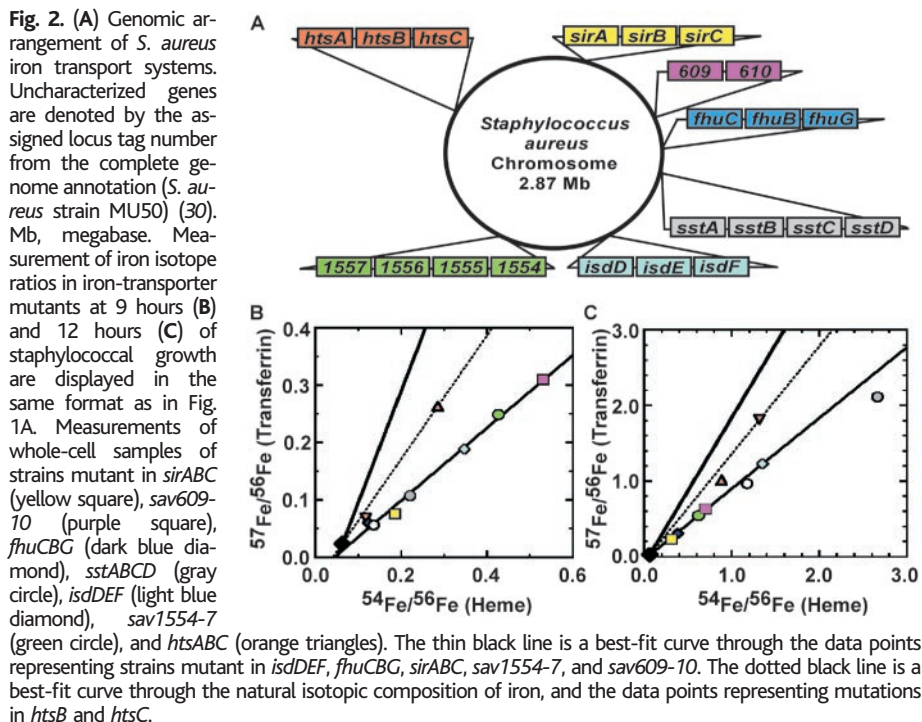 Fig. 2. (A) Genomic ar-
rangement of S. aureus
iron transport systems.
Uncharacterized genes
are denoted by the as-
signed locus tag number
from the complete ge-
nome annotation (S. au-
reus strain MU50) (30).
Mb, megabase. Mea-
surement of iron isotope
ratios in iron-transporter
mutants at 9 hours (B)
and 12 hours (C) of
staphylococcal growth
are displayed in the
same format as in Fig.
1A. Measurements of
whole-cell samples of
strains mutant in sirABC
(yellow square), sav609-
10 (purple square),
fhuCBG (dark blue dia-
mond), sstABCD (gray
circle), isdDEF (light blue
diamond), sav1554-7
(green circle), and htsABC (orange triangles). The thin black line is a best-fit curve through the data points
representing strains mutant in isdDEF, fhuCBG, sirABC, sav1554-7, and sav609-10. The dotted black line is a
best-fit curve through the natural isotopic composition of iron, and the data points representing mutations
in htsB and htsC.
A
htsA htsB htsC
sirA sirB sirC
609 610
fhuC fhuB fhuG
sstA sstB sstC sstD
isdD isdE isdF
1557 1556 1555 1554
Staphylococcus
aureus
Chromosome
2.87 Mb
B
57Fe/56Fe (Transferrin)
0.4
0.3
0.2
0.1
0.0
0.0 0.2 0.4 0.6
54Fe/56Fe (Heme)
C
57Fe/56Fe (Transferrin)
3.0
2.0
1.0
0.0
0.0 1.0 2.0 3.0
54Fe/56Fe (Heme)